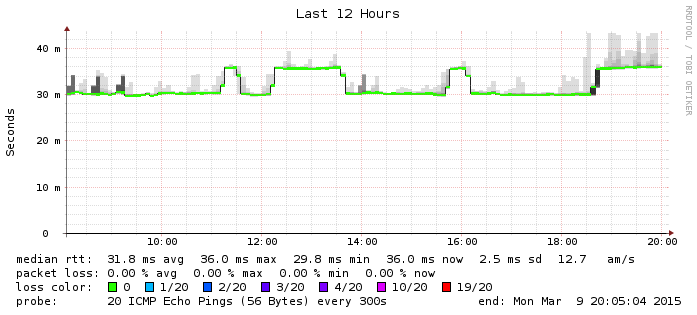 Last 12 Hours
RRDTOOL / TOBI OETIKER
Seconds
40 m
30 m
20 m
10 m
0
10:00 12:00 14:00 16:00 18:00 20:00
median rtt: 31.8 ms avg 36.0 ms max 29.8 ms min 36.0 ms now 2.5 ms sd 12.7 am/s
packet loss: 0.00 % avg 0.00 % max 0.00 % min 0.00 % now
loss color: 0 1/20 2/20 3/20 4/20 10/20 19/20
probe: 20 ICMP Echo Pings (56 Bytes) every 300s end: Mon Mar 9 20:05:04 2015